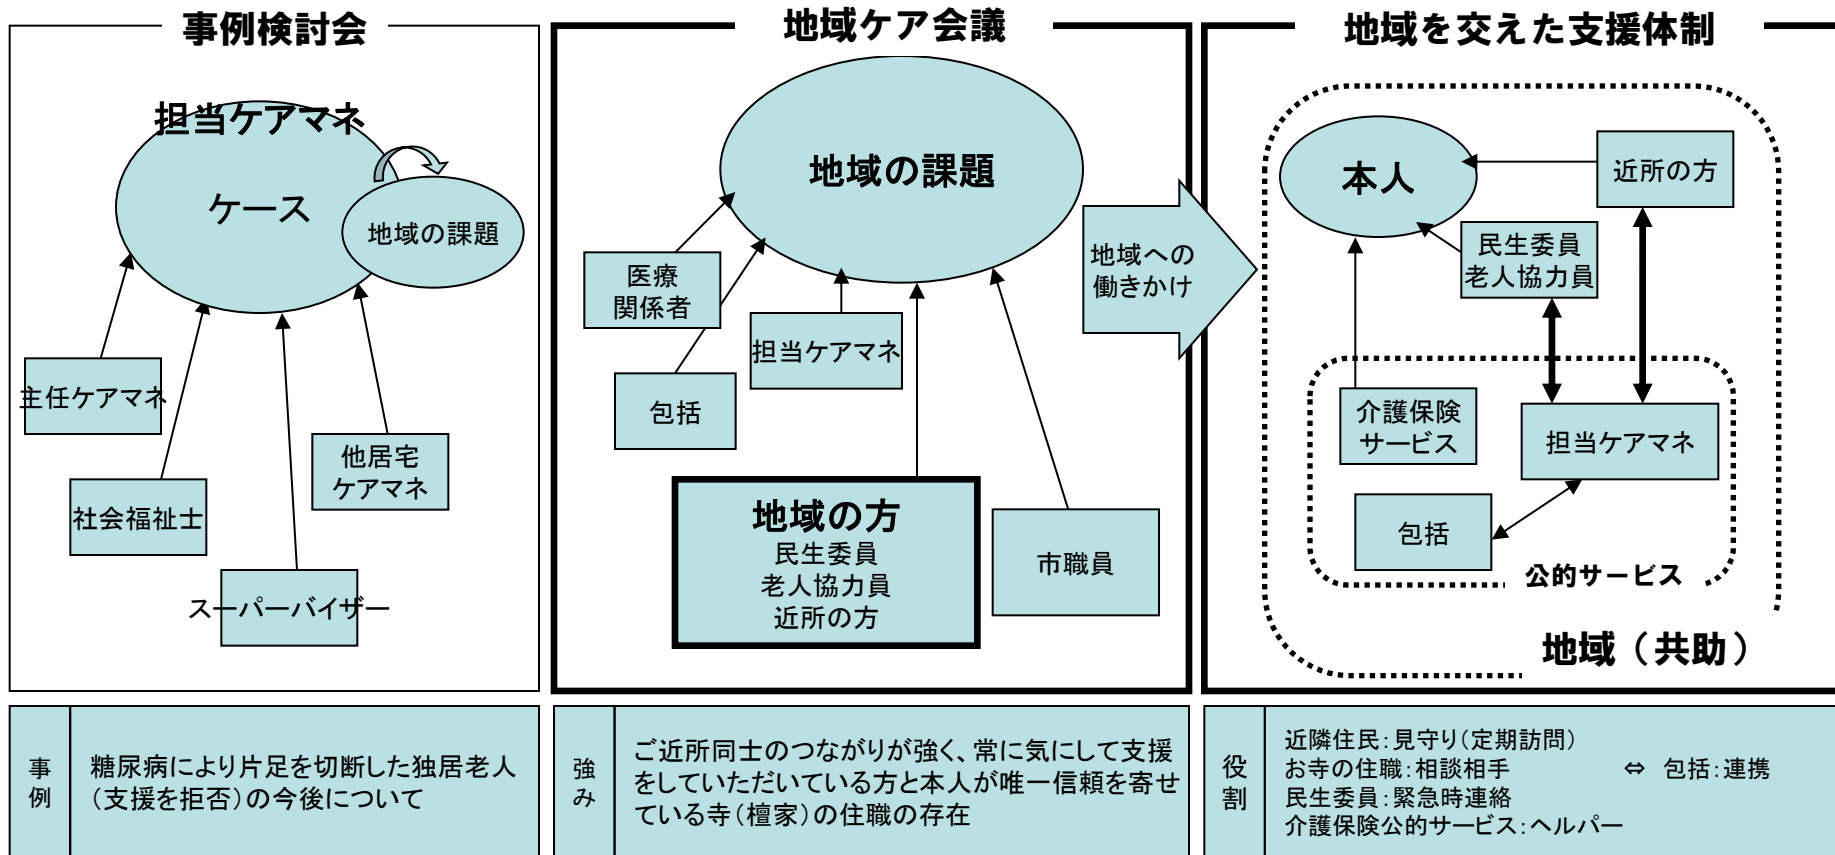 事例検討会
担当ケアマネ
ケース
地域の課題
主任ケアマネ
社会福祉士
他居宅
ケアマネ
スーパーバイザー
事例
糖尿病により片足を切断した独居老人
（支援を拒否）の今後について
地域ケア会議
地域の課題
医療
関係者
包括
担当ケアマネ
地域の方
民生委員
老人協力員
近所の方
市職員
地域への
働きかけ
強み
ご近所同士のつながりが強く、常に気にして支援
をしていただいている方と本人が唯一信頼を寄せ
ている寺（檀家）の住職の存在
地域を交えた支援体制
本人
近所の方
民生委員
老人協力員
介護保険
サービス
担当ケアマネ
包括
公的サービス
地域（共助）
役割
近隣住民：見守り（定期訪問）
お寺の住職：相談相手 ⇔ 包括：連携
民生委員：緊急時連絡
介護保険公的サービス：ヘルパー